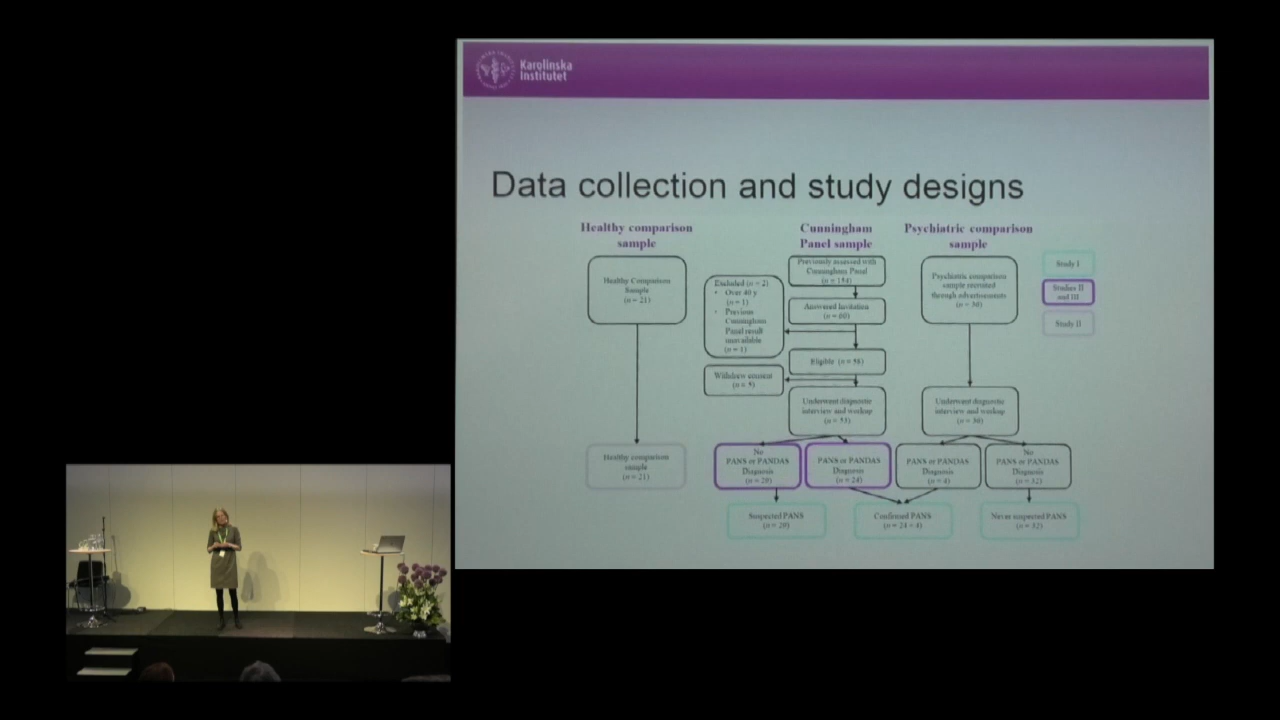 Karolinska
Institutet
Data collection and study designs
Healthy comparison
sample
Cunningham
Panel sample
Psychiatric comparison
sample
Healthy Comparison
Sample
(n = 21)
Excluded (n = 2)
• Over 40 y
(n = 1)
• Previous
Cunningham
Panel result
unavailable
(n = 1)
Previously assessed with
Cunningham Panel
(n = 154)
Answered Invitation
(n = 60)
Eligible (n = 58)
Withdrew consent
(n = 5)
Underwent diagnostic
interview and workup
(n = 53)
Psychiatric comparison
sample recruited
through advertisements
(n = 36)
Underwent diagnostic
interview and workup
(n = 36)
Study I
Studies II
and III
Study II
Healthy comparison
sample
(n = 21)
No
PANS or PANDAS
Diagnosis
(n = 29)
PANS or PANDAS
Diagnosis
(n = 24)
PANS or PANDAS
Diagnosis
(n = 4)
No
PANS or PANDAS
Diagnosis
(n = 32)
Suspected PANS
(n = 29)
Confirmed PANS
(n = 24 + 4)
Never suspected PANS
(n = 32)